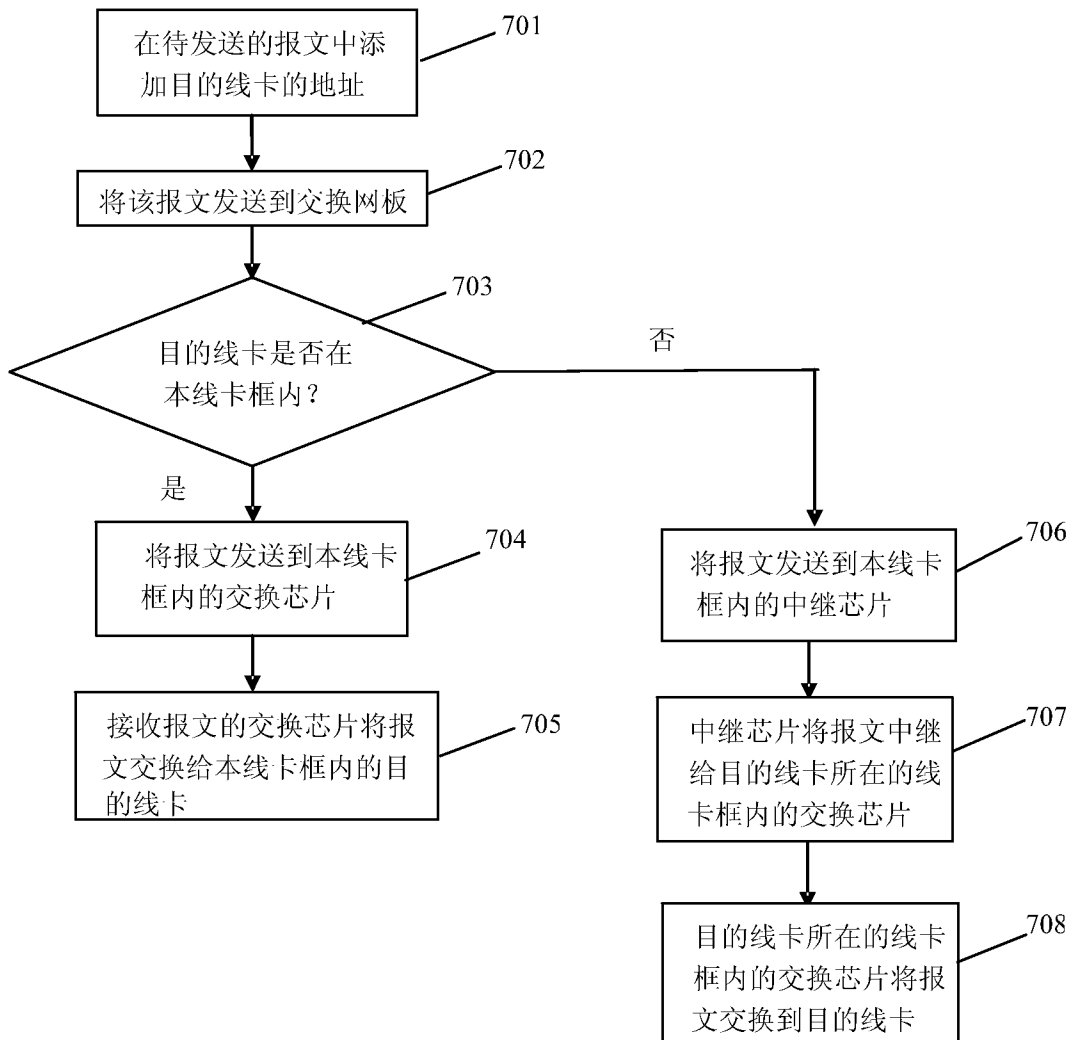 在待发送的报文中添
加目的线卡的地址
701
将该报文发送到交换网板
702
目的线卡是否在
本线卡框内？
703
否
是
将报文发送到本线卡
框内的交换芯片
704
接收报文的交换芯片将报
文交换给本线卡框内的目
的线卡
705
将报文发送到本线卡
框内的中继芯片
706
中继芯片将报文中继
给目的线卡所在的线
卡框内的交换芯片
707
目的线卡所在的线卡
框内的交换芯片将报
文交换到目的线卡
708